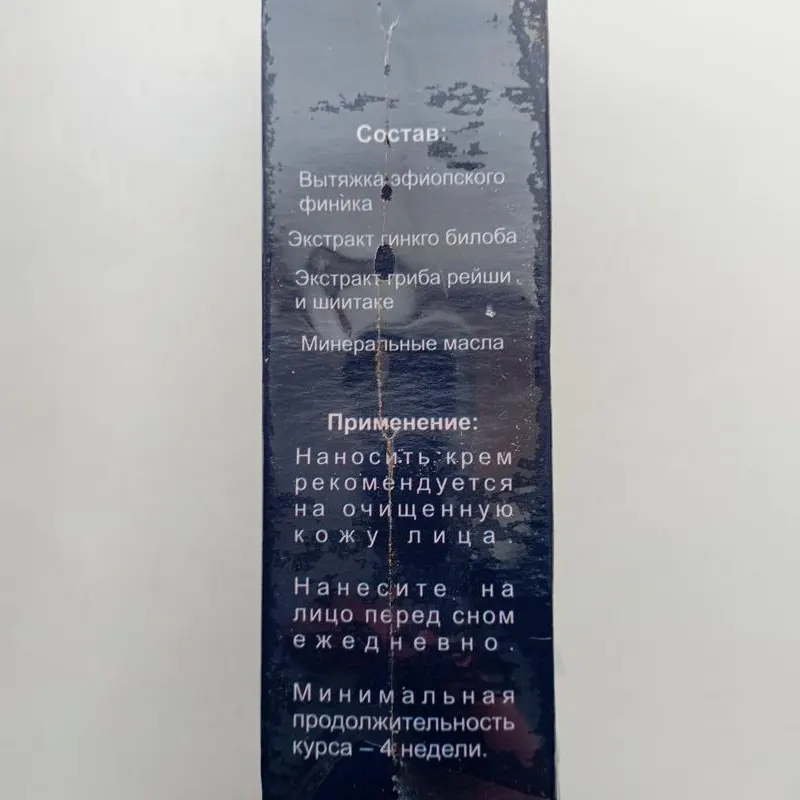 Состав:
Вытяжка эфиопского
финика
Экстракт гинкго билоба
Экстракт гриба рейши
и шиитаке
Минеральные масла
Применение:
Наносить крем
рекомендуется
на очищенную
кожу лица.
Нанесите на
лицо перед сном
ежедневно.
Минимальная
продолжительность
курса – 4 недели.